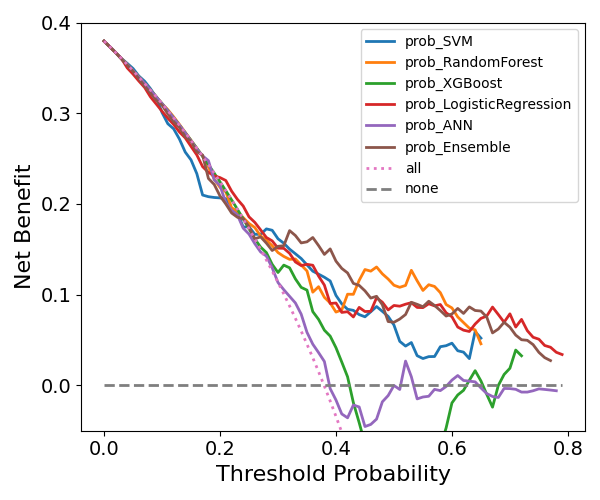 0.4
0.3
0.2
0.1
0.0
Net Benefit
prob_SVM
prob_RandomForest
prob_XGBoost
prob_LogisticRegression
prob_ANN
prob_Ensemble
all
none
0.0 0.2 0.4 0.6 0.8
Threshold Probability